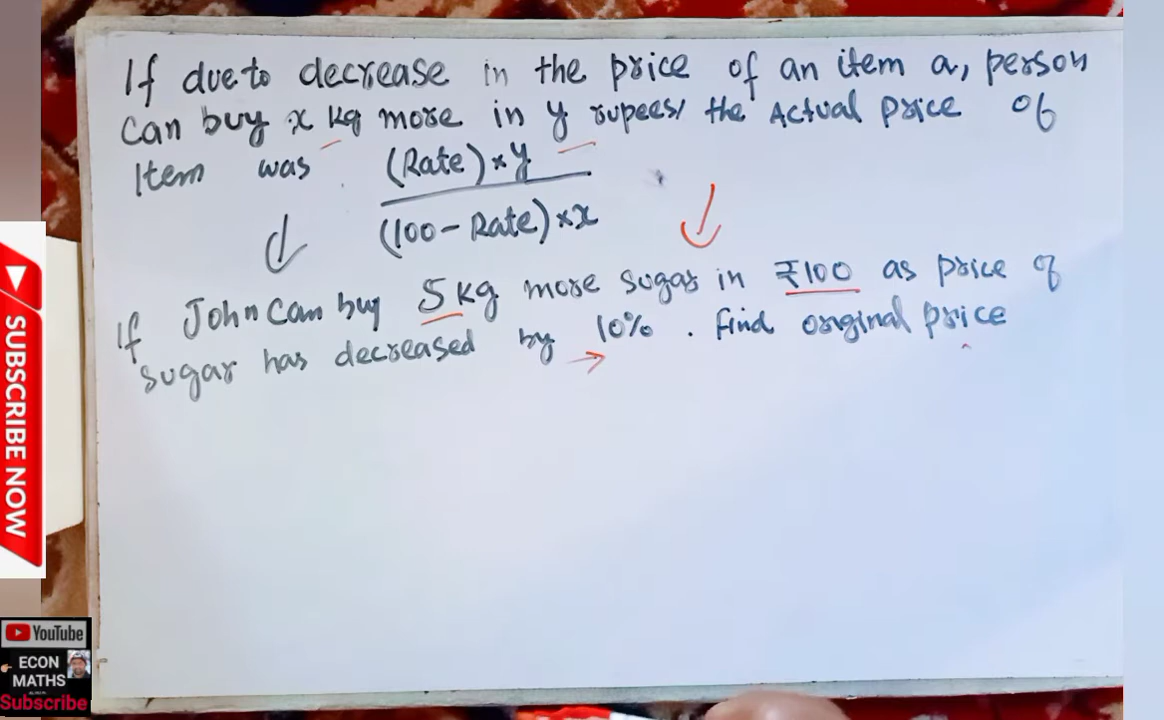 If due to decrease in the price of an item a, person
can buy x kg more in y rupees, the Actual price of
Item was (Rate) × y
(100 - Rate) × x
If John can buy 5 kg more sugar in ₹100 as price of
sugar has decreased by 10%. find original price
SUBSCRIBE NOW
YouTube
ECON
MATHS
Subscribe